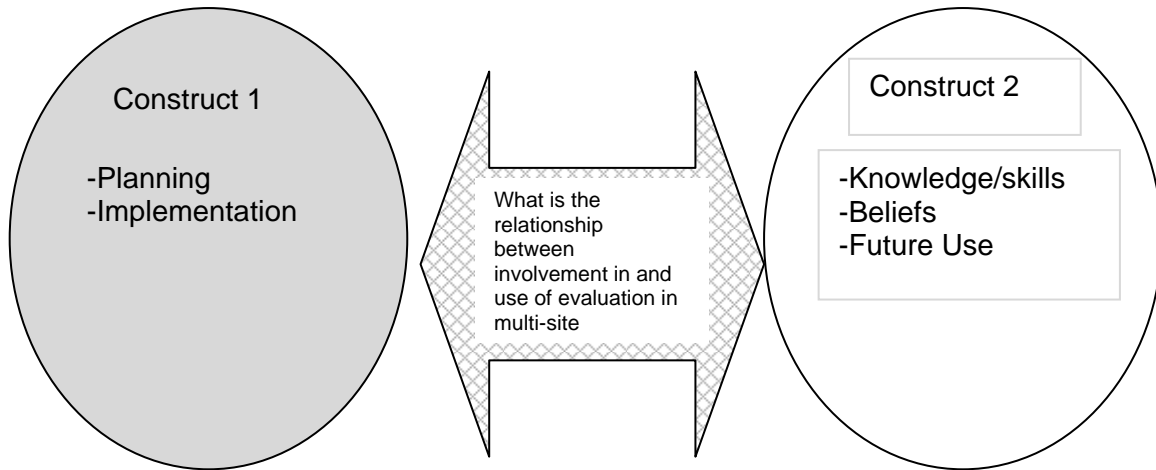 Construct 1
-Planning
-Implementation
What is the
relationship
between
involvement in and
use of evaluation in
multi-site
Construct 2
-Knowledge/skills
-Beliefs
-Future Use